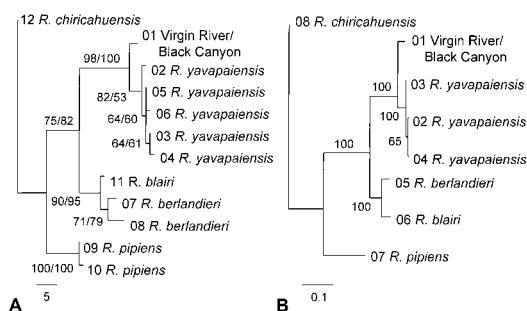 12 R. chiricahuensis
01 Virgin River/
Black Canyon
98/100
02 R. yavapaiensis
05 R. yavapaiensis
82/53
06 R. yavapaiensis
64/60
03 R. yavapaiensis
64/61
04 R. yavapaiensis
75/82
11 R. blairi
90/95
07 R. berlandieri
71/79
08 R. berlandieri
09 R. pipiens
100/100
10 R. pipiens
A
5
08 R. chiricahuensis
01 Virgin River/
Black Canyon
100
03 R. yavapaiensis
100
02 R. yavapaiensis
65
04 R. yavapaiensis
100
05 R. berlandieri
100
06 R. blairi
07 R. pipiens
B
0.1